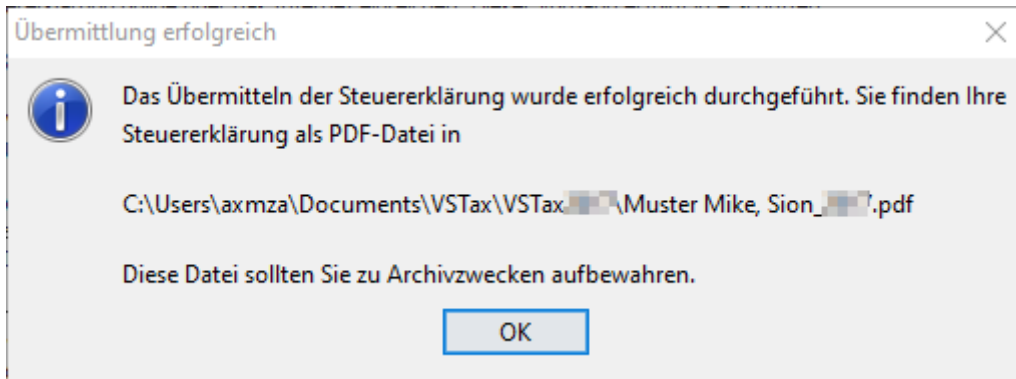 Übermittlung erfolgreich
Das Übermitteln der Steuererklärung wurde erfolgreich durchgeführt. Sie finden Ihre
Steuererklärung als PDF-Datei in
C:\Users\axmza\Documents\VSTax\VSTax \Muster Mike, Sion_ .pdf
Diese Datei sollten Sie zu Archivzwecken aufbewahren.
OK